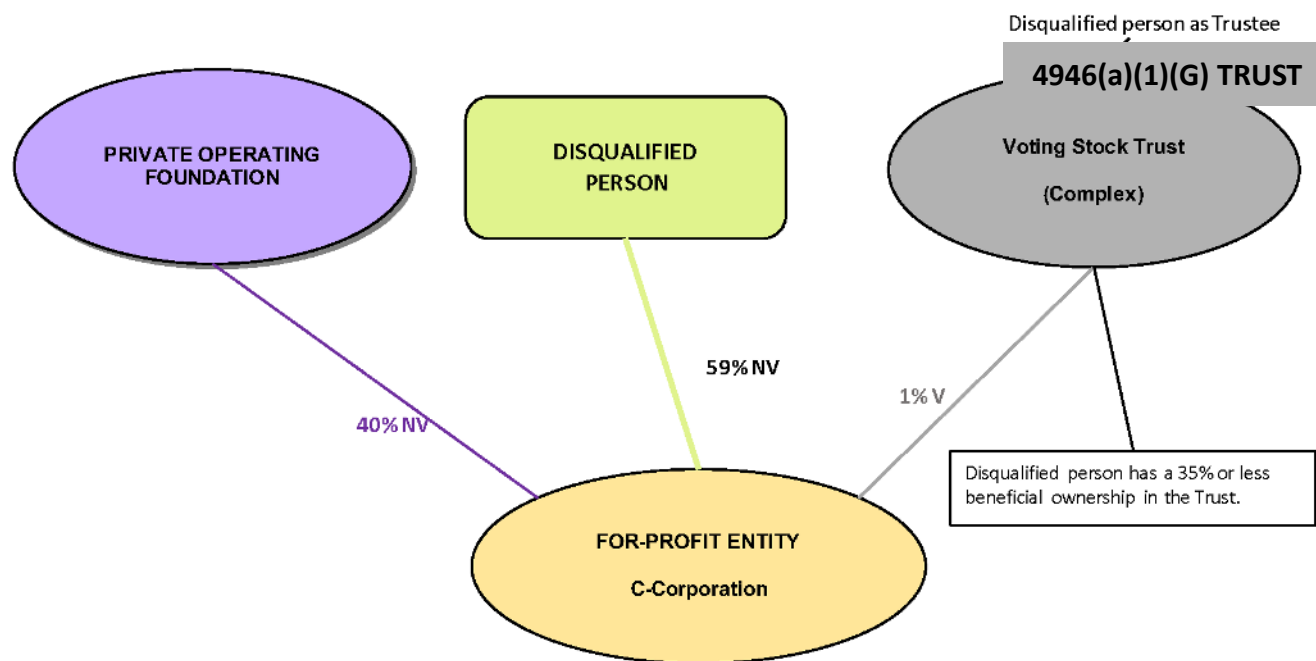 Disqualified person as Trustee
4946(a)(1)(G) TRUST
PRIVATE OPERATING
FOUNDATION
DISQUALIFIED
PERSON
Voting Stock Trust
(Complex)
59% NV
1% V
40% NV
Disqualified person has a 35% or less
beneficial ownership in the Trust.
FOR-PROFIT ENTITY
C-Corporation